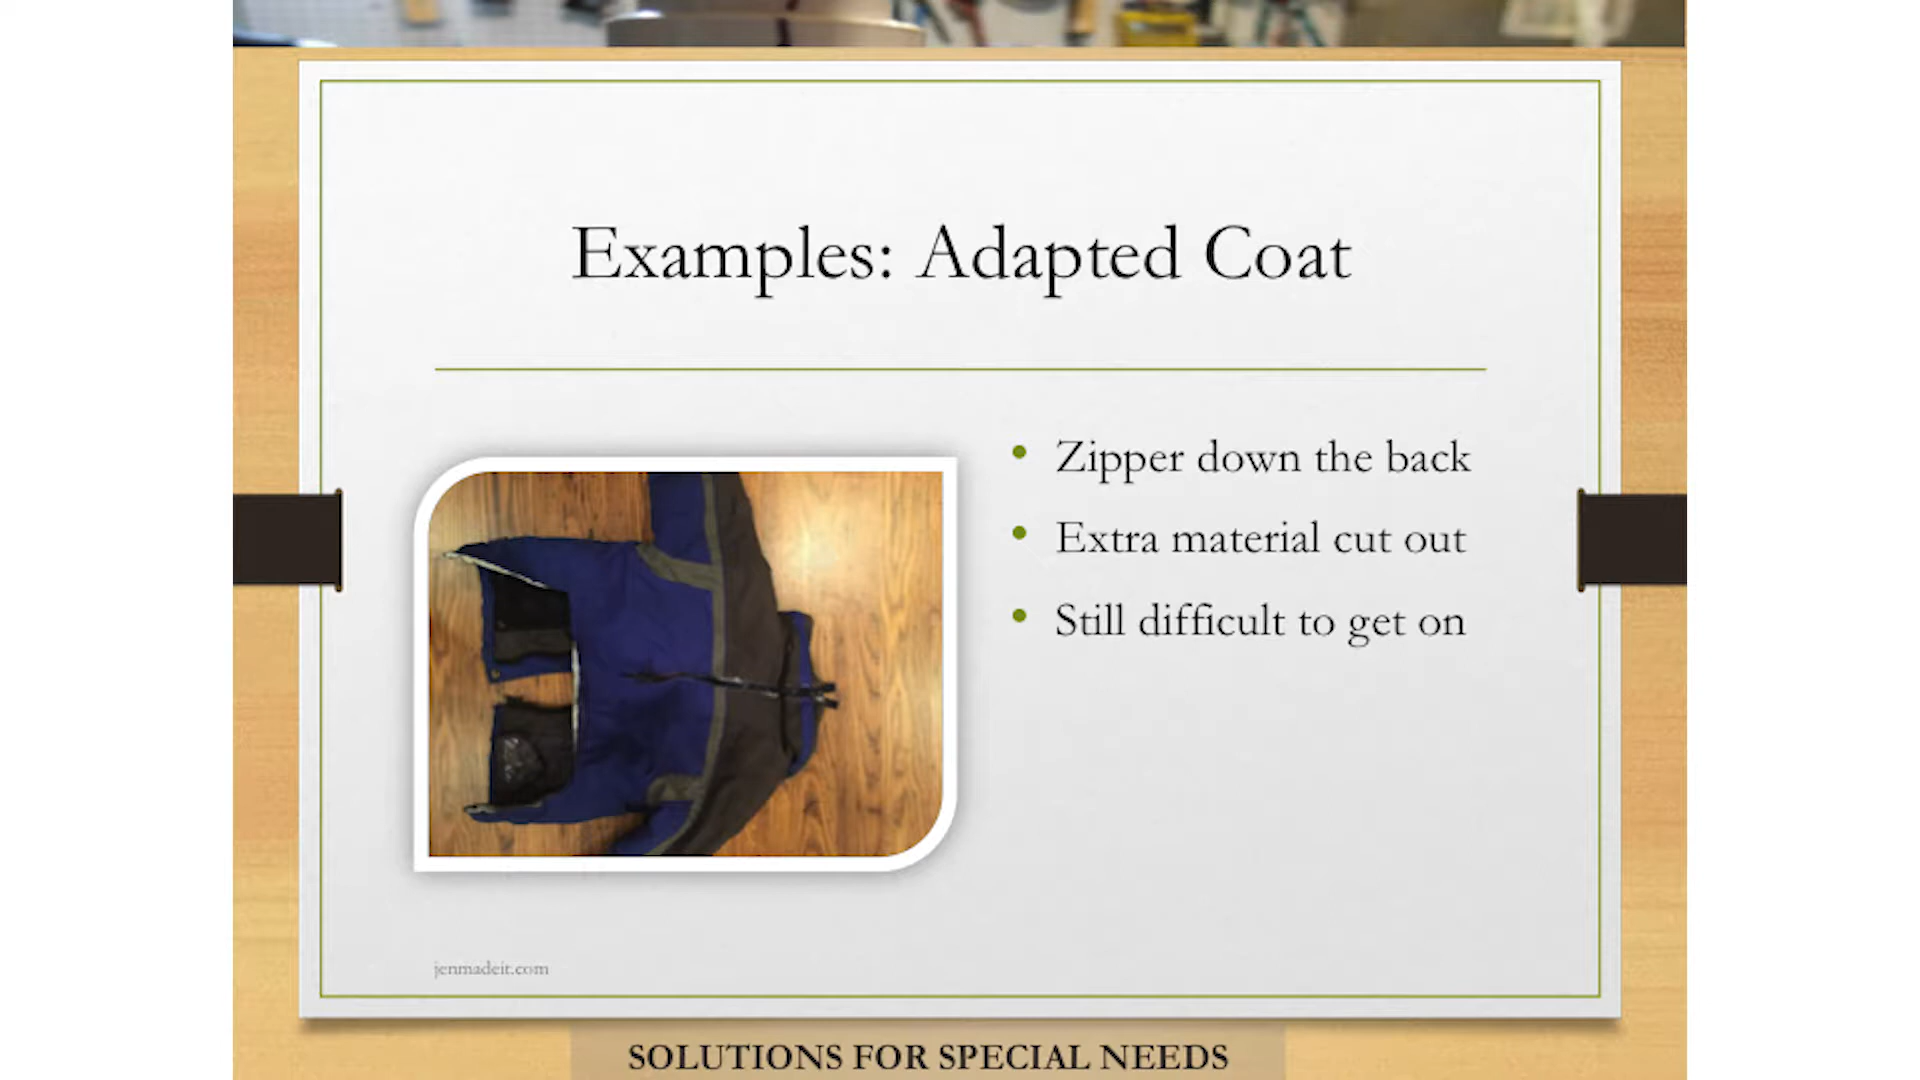 Examples: Adapted Coat
Zipper down the back
Extra material cut out
Still difficult to get on
jenmadeit.com
SOLUTIONS FOR SPECIAL NEEDS